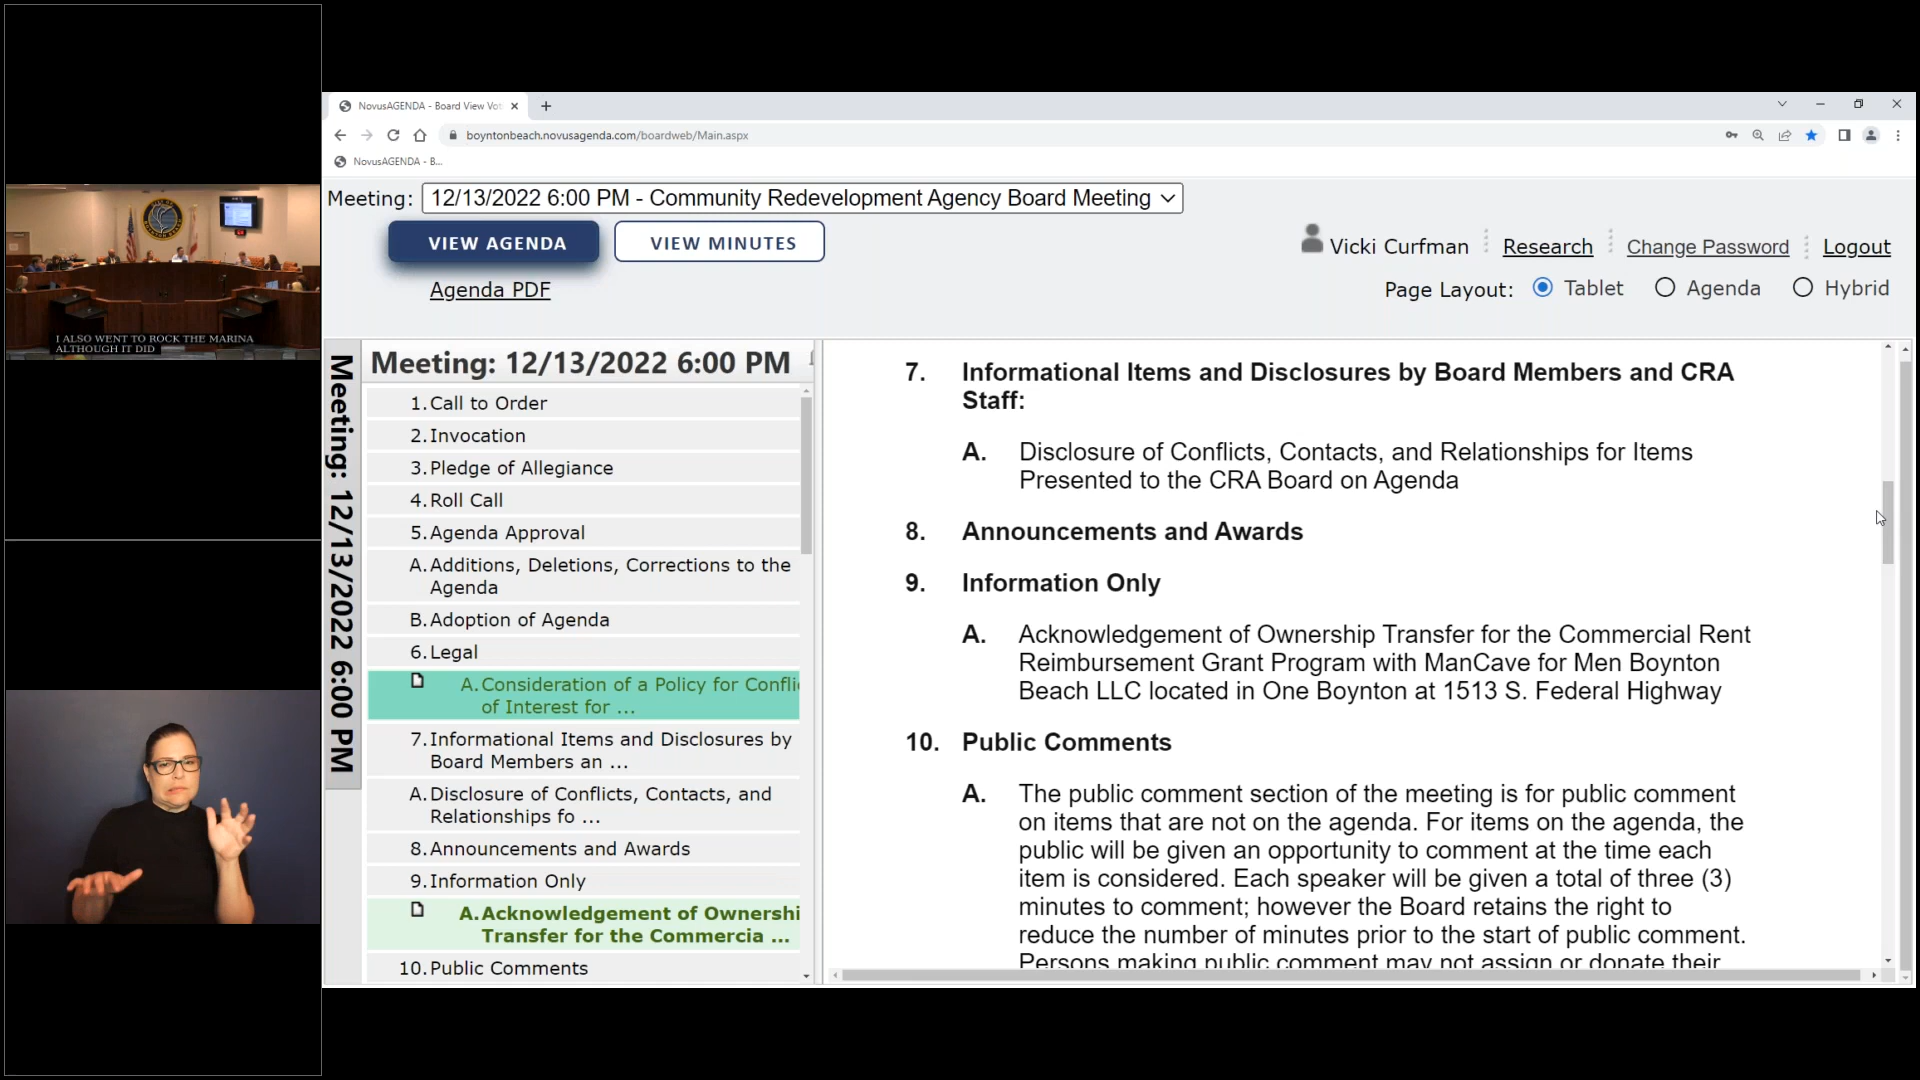 NovusAGENDA - Board View Vot
boyntonbeach.novusagenda.com/boardweb/Main.aspx
NovusAGENDA - B...
Meeting: 12/13/2022 6:00 PM - Community Redevelopment Agency Board Meeting
VIEW AGENDA
VIEW MINUTES
Agenda PDF
Vicki Curfman
Research
Change Password
Logout
Page Layout: Tablet Agenda Hybrid
I ALSO WENT TO ROCK THE MARINA
ALTHOUGH IT DID
Meeting: 12/13/2022 6:00 PM
Meeting: 12/13/2022 6:00 PM
1. Call to Order
2. Invocation
3. Pledge of Allegiance
4. Roll Call
5. Agenda Approval
A. Additions, Deletions, Corrections to the
Agenda
B. Adoption of Agenda
6. Legal
A. Consideration of a Policy for Confli
of Interest for ...
7. Informational Items and Disclosures by
Board Members an ...
A. Disclosure of Conflicts, Contacts, and
Relationships fo ...
8. Announcements and Awards
9. Information Only
A. Acknowledgement of Ownershi
Transfer for the Commercia ...
10. Public Comments
7. Informational Items and Disclosures by Board Members and CRA
Staff:
A. Disclosure of Conflicts, Contacts, and Relationships for Items
Presented to the CRA Board on Agenda
8. Announcements and Awards
9. Information Only
A. Acknowledgement of Ownership Transfer for the Commercial Rent
Reimbursement Grant Program with ManCave for Men Boynton
Beach LLC located in One Boynton at 1513 S. Federal Highway
10. Public Comments
A. The public comment section of the meeting is for public comment
on items that are not on the agenda. For items on the agenda, the
public will be given an opportunity to comment at the time each
item is considered. Each speaker will be given a total of three (3)
minutes to comment; however the Board retains the right to
reduce the number of minutes prior to the start of public comment.
Persons making public comment may not assign or donate their